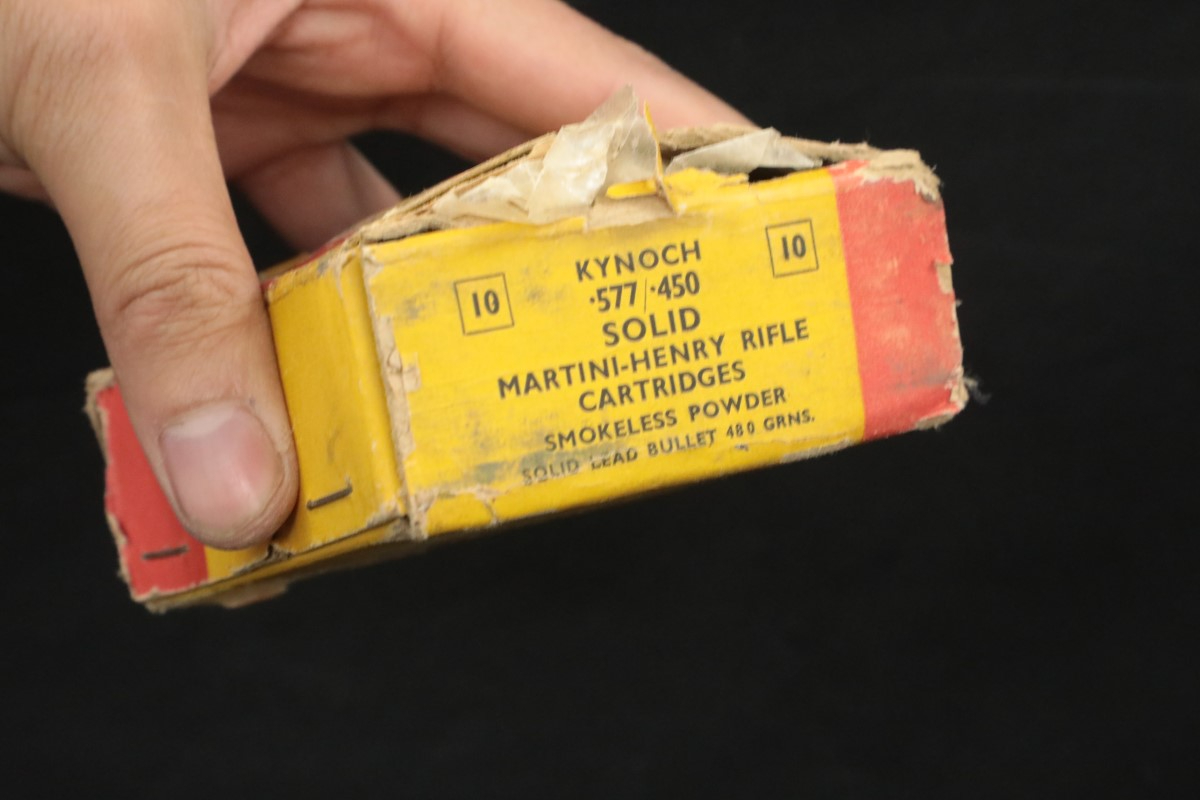 10
10
KYNOCH
·577/·450
SOLID
MARTINI-HENRY RIFLE
CARTRIDGES
SMOKELESS POWDER
SOLID LEAD BULLET 480 GRNS.